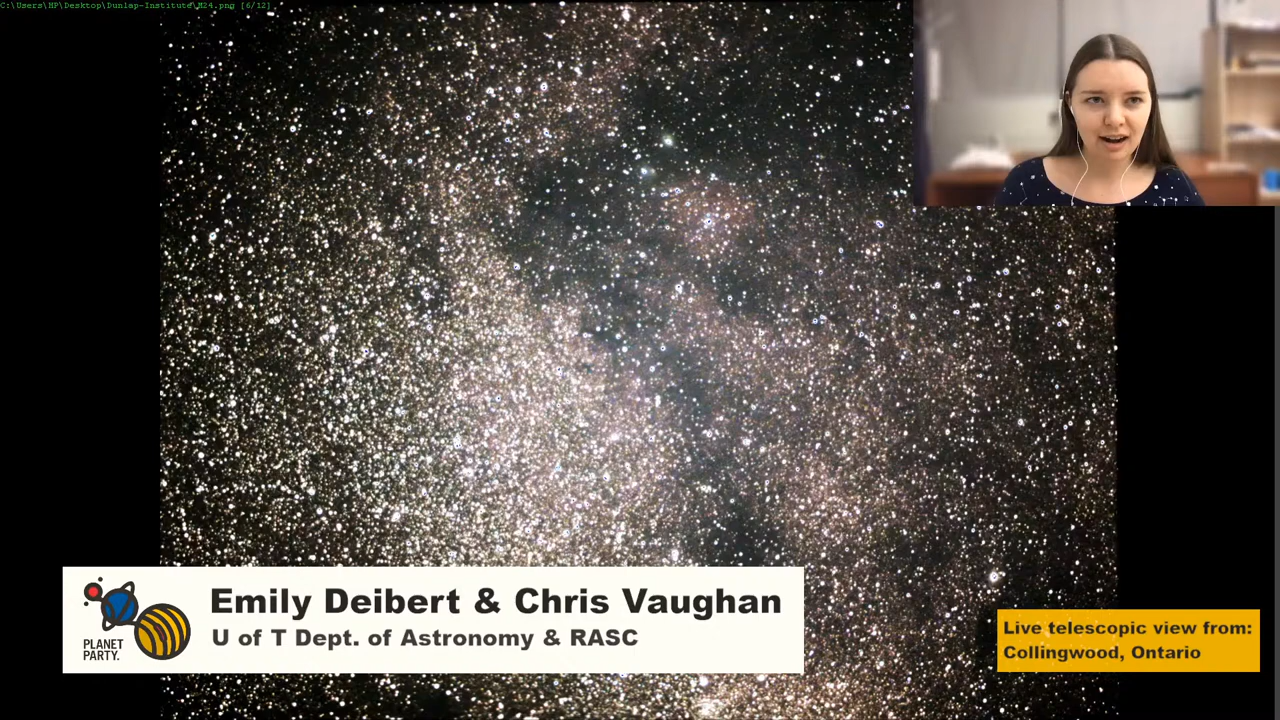 C:\Users\HP\Desktop\Dunlap-Institute\M24.png [6/12]
PLANET
PARTY.
Emily Deibert & Chris Vaughan
U of T Dept. of Astronomy & RASC
Live telescopic view from:
Collingwood, Ontario